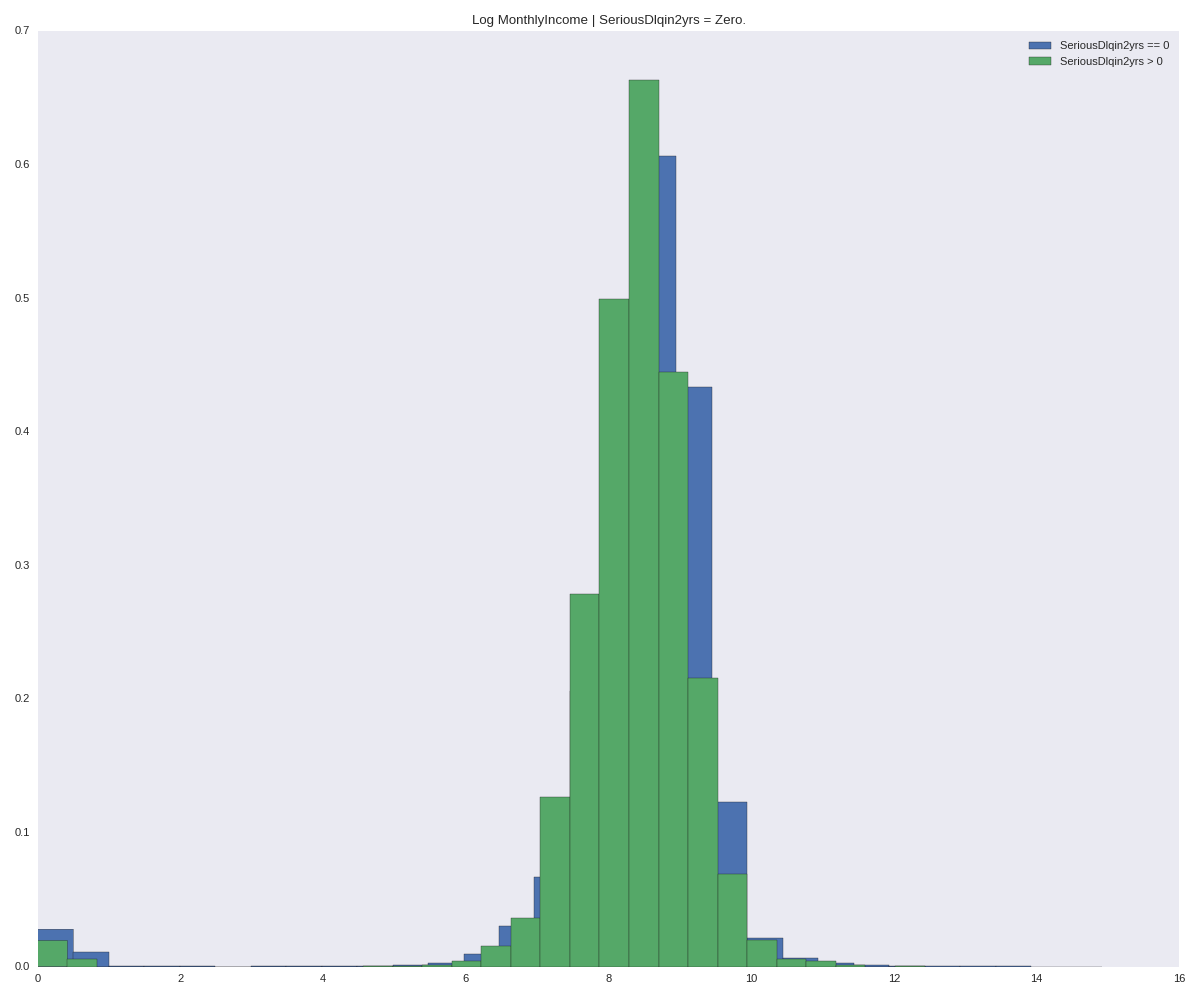 Log MonthlyIncome | SeriousDlqin2yrs = Zero.
SeriousDlqin2yrs == 0
SeriousDlqin2yrs > 0
0.7
0.6
0.5
0.4
0.3
0.2
0.1
0.0
0 2 4 6 8 10 12 14 16